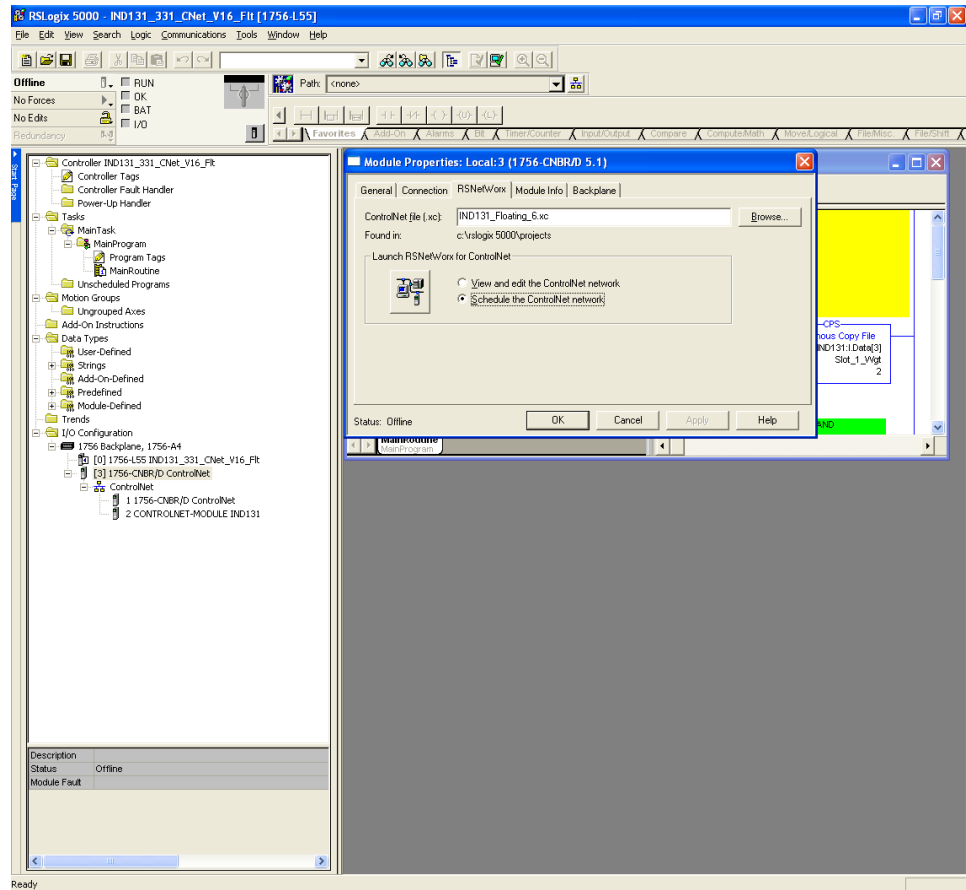 RSLogix 5000 - IND131_331_CNet_V16_Flt [1756-L55]
File Edit View Search Logic Communications Tools Window Help
Offline
RUN
Path: <none>
No Forces
OK
No Edits
BAT
Redundancy
I/O
Favorites Add-On Alarms Bit Timer/Counter Input/Output Compare Compute/Math Move/Logical File/Misc. File/Shift
Start Page
Controller IND131_331_CNet_V16_Flt
Controller Tags
Controller Fault Handler
Power-Up Handler
Tasks
MainTask
MainProgram
Program Tags
MainRoutine
Unscheduled Programs
Motion Groups
Ungrouped Axes
Add-On Instructions
Data Types
User-Defined
Strings
Add-On-Defined
Predefined
Module-Defined
Trends
I/O Configuration
1756 Backplane, 1756-A4
[0] 1756-L55 IND131_331_CNet_V16_Flt
[3] 1756-CNBR/D ControlNet
ControlNet
1 1756-CNBR/D ControlNet
2 CONTROLNET-MODULE IND131
Description
Status Offline
Module Fault
Module Properties: Local:3 (1756-CNBR/D 5.1)
General Connection RSNetWorx Module Info Backplane
ControlNet file (.xc): IND131_Floating_6.xc Browse...
Found in: c:\rslogix 5000\projects
Launch RSNetWorx for ControlNet
View and edit the ControlNet network
Schedule the ControlNet network
Status: Offline OK Cancel Apply Help
CPS
nous Copy File
IND131:I.Data[3]
Slot_1_Wgt
2
AND
MainRoutine
MainProgram
Ready